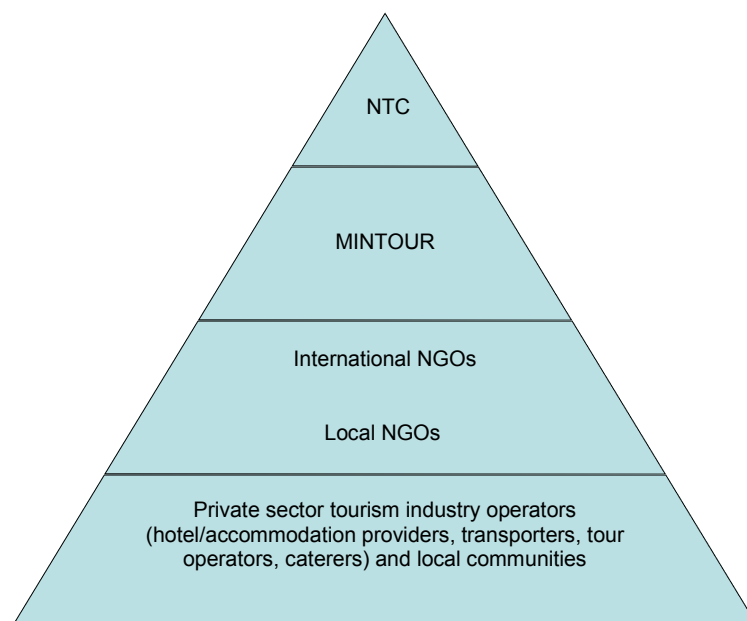 NTC
MINTOUR
International NGOs
Local NGOs
Private sector tourism industry operators
(hotel/accommodation providers, transporters, tour
operators, caterers) and local communities